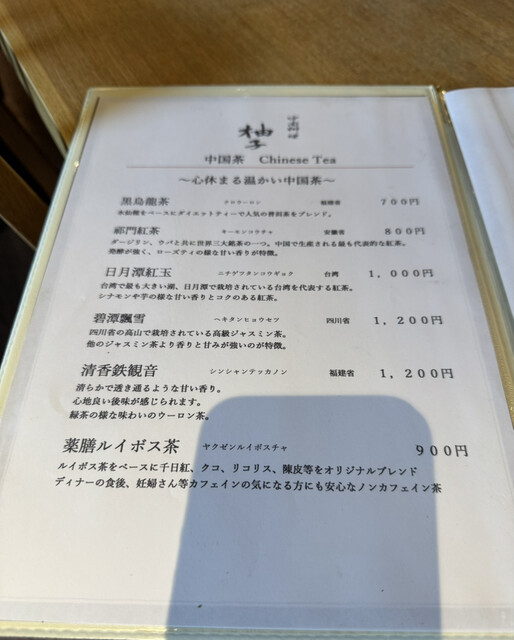 中国料理
柚子
中国茶 Chinese Tea
～心休まる温かい中国茶～
黒烏龍茶 クロウーロン 福建省 700円
水仙種をベースにダイエットティーで人気の普洱茶をブレンド。
祁門紅茶 キーモンコウチャ 安徽省 800円
ダージリン、ウバと共に世界三大銘茶の一つ。中国で生産される最も代表的な紅茶。
発酵が強く、ローズティの様な甘い香りが特徴。
日月潭紅玉 ニチゲツタンコウギョク 台湾 1,000円
台湾で最も大きい湖、日月潭で栽培されている台湾を代表する紅茶。
シナモンや芋の様な甘い香りとコクのある紅茶。
碧潭飄雪 ヘキタンヒョウセツ 四川省 1,200円
四川省の高山で栽培されている高級ジャスミン茶。
他のジャスミン茶より香りと甘みが強いのが特徴。
清香鉄観音 シンシャンテッカノン 福建省 1,200円
清らかで透き通るような甘い香り。
心地良い後味が感じられます。
緑茶の様な味わいのウーロン茶。
薬膳ルイボス茶 ヤクゼンルイボスチャ 900円
ルイボス茶をベースに千日紅、クコ、リコリス、陳皮等をオリジナルブレンド
ディナーの食後、妊婦さん等カフェインの気になる方にも安心なノンカフェイン茶